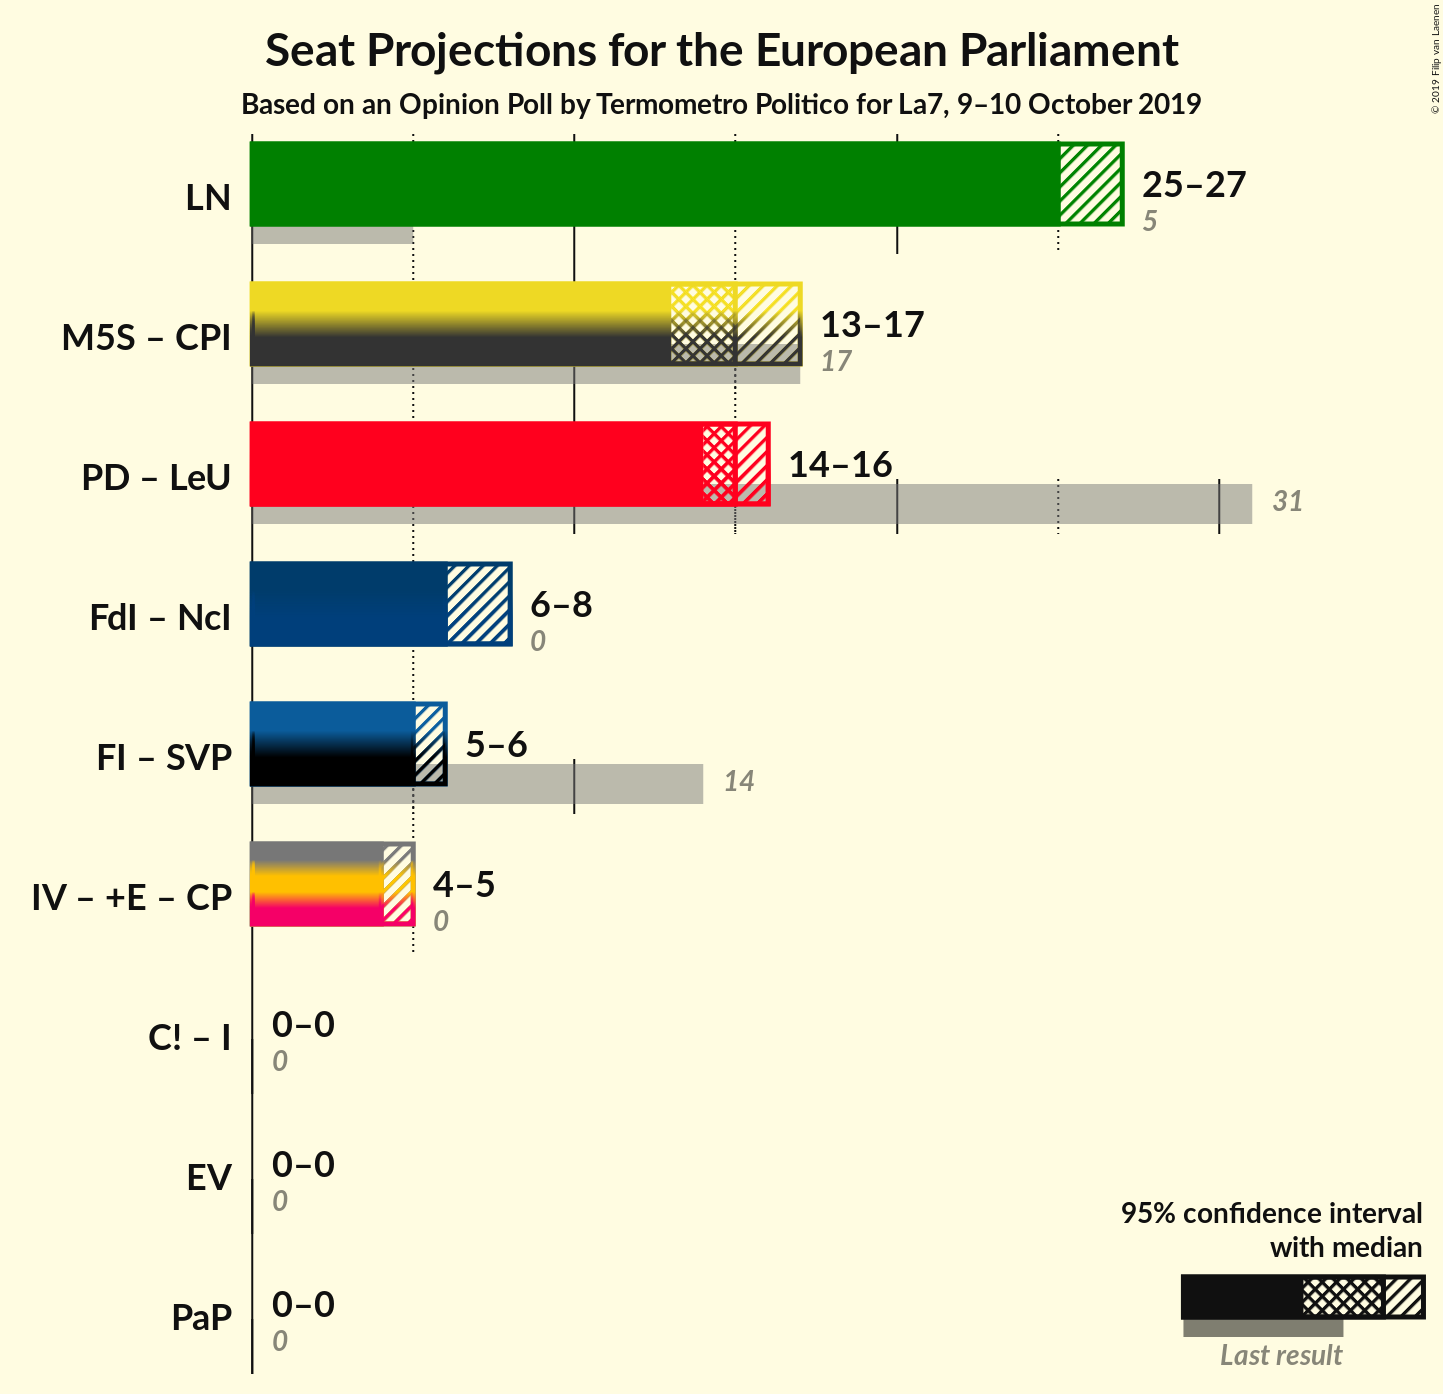 Seat Projections for the European Parliament
Based on an Opinion Poll by Termometro Politico for La7, 9–10 October 2019
© 2019 Filip van Laenen
LN
25–27
5
M5S – CPI
13–17
17
PD – LeU
14–16
31
FdI – NcI
6–8
0
FI – SVP
5–6
14
IV – +E – CP
4–5
0
C! – I
0–0
0
EV
0–0
0
PaP
0–0
0
95% confidence interval
with median
Last result